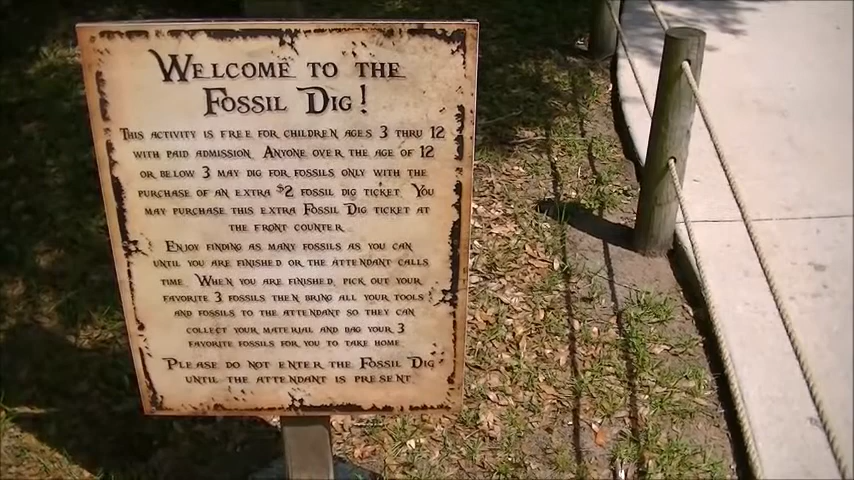 Welcome to the
Fossil Dig!
This activity is free for children ages 3 thru 12
with paid admission. Anyone over the age of 12
or below 3 may dig for fossils only with the
purchase of an extra $2 fossil dig ticket. You
may purchase this extra Fossil Dig ticket at
the front counter.
Enjoy finding as many fossils as you can
until you are finished or the attendant calls
time. When you are finished, pick out your
favorite 3 fossils then bring all your tools
and fossils to the attendant so they can
collect your material and bag your 3
favorite fossils for you to take home.
Please do not enter the Fossil Dig
until the attendant is present.